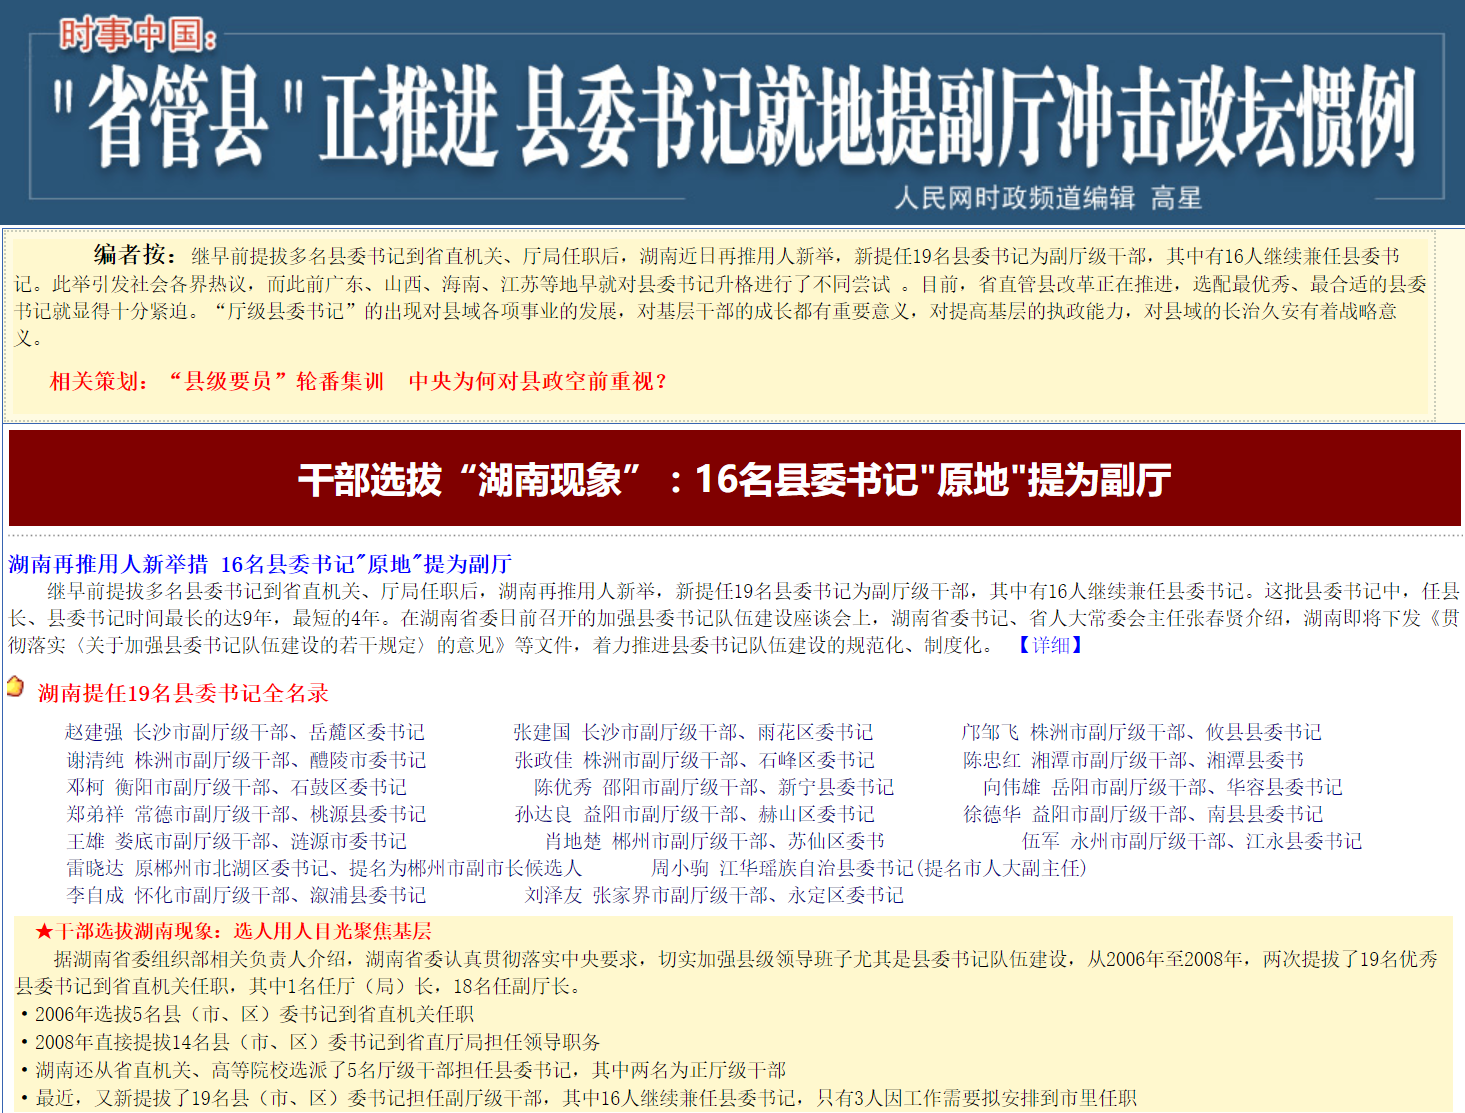 时事中国:
"省管县"正推进 县委书记就地提副厅冲击政坛惯例
人民网时政频道编辑 高星
编者按：继早前提拔多名县委书记到省直机关、厅局任职后，湖南近日再推用人新举，新提任19名县委书记为副厅级干部，其中有16人继续兼任县委书
记。此举引发社会各界热议，而此前广东、山西、海南、江苏等地早就对县委书记升格进行了不同尝试 。目前，省直管县改革正在推进，选配最优秀、最合适的县委
书记就显得十分紧迫。“厅级县委书记”的出现对县域各项事业的发展，对基层干部的成长都有重要意义，对提高基层的执政能力，对县域的长治久安有着战略意
义。
相关策划：“县级要员”轮番集训 中央为何对县政空前重视？
干部选拔“湖南现象”：16名县委书记"原地"提为副厅
湖南再推用人新举措 16名县委书记"原地"提为副厅
继早前提拔多名县委书记到省直机关、厅局任职后，湖南再推用人新举，新提任19名县委书记为副厅级干部，其中有16人继续兼任县委书记。这批县委书记中，任县
长、县委书记时间最长的达9年，最短的4年。在湖南省委日前召开的加强县委书记队伍建设座谈会上，湖南省委书记、省人大常委会主任张春贤介绍，湖南即将下发《贯
彻落实〈关于加强县委书记队伍建设的若干规定〉的意见》等文件，着力推进县委书记队伍建设的规范化、制度化。 【详细】
湖南提任19名县委书记全名录
赵建强 长沙市副厅级干部、岳麓区委书记 张建国 长沙市副厅级干部、雨花区委书记 邝邹飞 株洲市副厅级干部、攸县县委书记
谢清纯 株洲市副厅级干部、醴陵市委书记 张政佳 株洲市副厅级干部、石峰区委书记 陈忠红 湘潭市副厅级干部、湘潭县委书
邓柯 衡阳市副厅级干部、石鼓区委书记 陈优秀 邵阳市副厅级干部、新宁县委书记 向伟雄 岳阳市副厅级干部、华容县委书记
郑弟祥 常德市副厅级干部、桃源县委书记 孙达良 益阳市副厅级干部、赫山区委书记 徐德华 益阳市副厅级干部、南县县委书记
王雄 娄底市副厅级干部、涟源市委书记 肖地楚 郴州市副厅级干部、苏仙区委书 伍军 永州市副厅级干部、江永县委书记
雷晓达 原郴州市北湖区委书记、提名为郴州市副市长候选人 周小驹 江华瑶族自治县委书记(提名市人大副主任)
李自成 怀化市副厅级干部、溆浦县委书记 刘泽友 张家界市副厅级干部、永定区委书记
★干部选拔湖南现象：选人用人目光聚焦基层
据湖南省委组织部相关负责人介绍，湖南省委认真贯彻落实中央要求，切实加强县级领导班子尤其是县委书记队伍建设，从2006年至2008年，两次提拔了19名优秀
县委书记到省直机关任职，其中1名任厅（局）长，18名任副厅长。
•2006年选拔5名县（市、区）委书记到省直机关任职
•2008年直接提拔14名县（市、区）委书记到省直厅局担任领导职务
•湖南还从省直机关、高等院校选派了5名厅级干部担任县委书记，其中两名为正厅级干部
•最近，又新提拔了19名县（市、区）委书记担任副厅级干部，其中16人继续兼任县委书记，只有3人因工作需要拟安排到市里任职